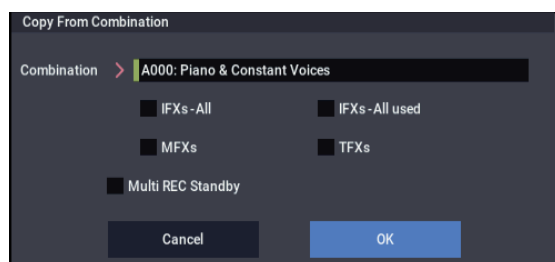 Copy From Combination
Combination > A000: Piano & Constant Voices
IFXs-All IFXs-All used
MFXs TFXs
Multi REC Standby
Cancel OK